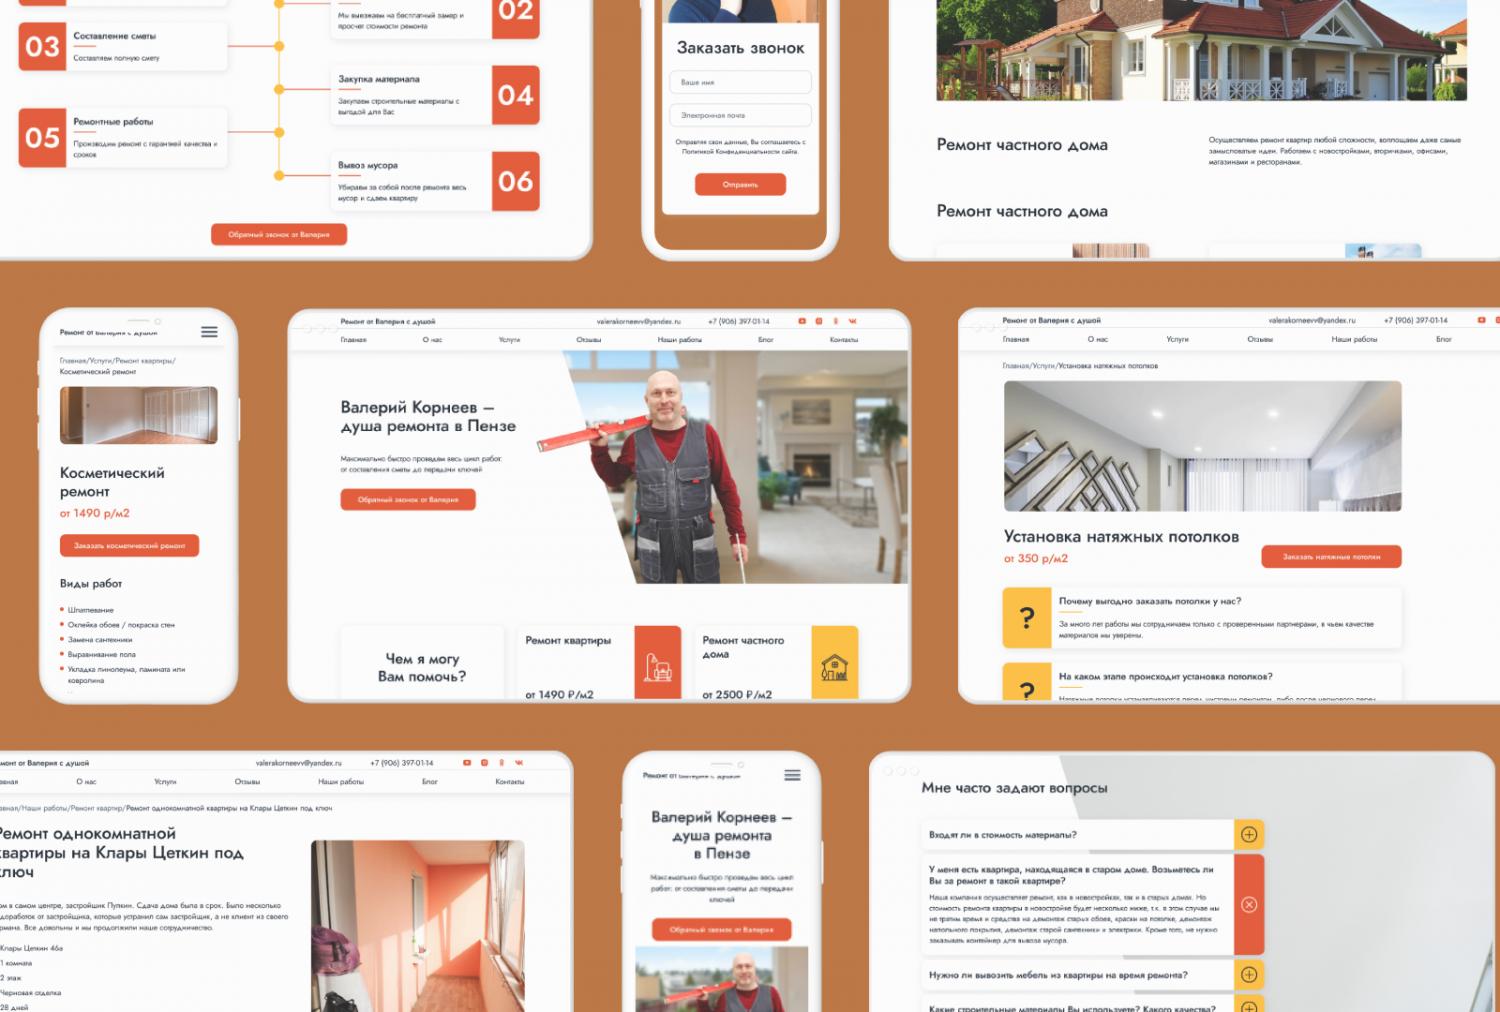 03
Составление сметы
Составляем полную смету
05
Ремонтные работы
Производим ремонт с гарантией качества и
сроков
02
Мы выезжаем на бесплатный замер и
просчет стоимости ремонта
Закупка материала
Закупаем строительные материалы с
выгодой для Вас
04
Вывоз мусора
Убираем за собой после ремонта весь
мусор и сдаем квартиру
06
Обратный звонок от Валерия
Заказать звонок
Ваше имя
Электронная почта
Отправляя свои данные, Вы соглашаетесь с
Политикой Конфиденциальности сайта.
Отправить
Ремонт частного дома
Осуществляем ремонт квартир любой сложности, воплощаем даже самые
замысловатые идеи. Работаем с новостройками, вторичками, офисами,
магазинами и ресторанами.
Ремонт частного дома
Ремонт от Валерия с душой
Главная/Услуги/Ремонт квартиры/
Косметический ремонт
Косметический
ремонт
от 1490 р/м2
Заказать косметический ремонт
Виды работ
Шпатлевание
Оклейка обоев / покраска стен
Замена сантехники
Выравнивание пола
Укладка линолеума, ламината или
ковролина
Ремонт от Валерия с душой
valerakorneevv@yandex.ru
+7 (906) 397-01-14
Главная О нас Услуги Отзывы Наши работы Блог Контакты
Валерий Корнеев –
душа ремонта в Пензе
Максимально быстро проведем весь цикл работ:
от составления сметы до передачи ключей
Обратный звонок от Валерия
Чем я могу
Вам помочь?
Ремонт квартиры
от 1490 ₽/м2
Ремонт частного
дома
от 2500 ₽/м2
Ремонт от Валерия с душой
valerakorneevv@yandex.ru
+7 (906) 397-01-14
Главная О нас Услуги Отзывы Наши работы Блог
Главная/Услуги/Установка натяжных потолков
Установка натяжных потолков
от 350 р/м2
Заказать натяжные потолки
?
Почему выгодно заказать потолки у нас?
За много лет работы мы сотрудничаем только с проверенными партнерами, в чьем качестве
материалов мы уверены.
?
На каком этапе происходит установка потолков?
Натяжные потолки устанавливаются перед чистовым ремонтом, либо после чернового перед
монт от Валерия с душой
valerakorneevv@yandex.ru
+7 (906) 397-01-14
авная О нас Услуги Отзывы Наши работы Блог Контакты
авная/Наши работы/Ремонт квартир/Ремонт однокомнатной квартиры на Клары Цеткин под ключ
Ремонт однокомнатной
квартиры на Клары Цеткин под
ключ
ом в самом центре, застройщик Пупкин. Сдача дома была в срок. Было несколько
доработок от застройщика, которые устранил сам застройщик, а не клиент из своего
кармана. Все довольны и мы продолжили наше сотрудничество.
Клары Цеткин 46а
1 комната
2 этаж
Черновая отделка
28 дней
Ремонт от Валерия с душой
Валерий Корнеев –
душа ремонта
в Пензе
Максимально быстро проведем весь цикл
работ: от составления сметы до передачи
ключей
Обратный звонок от Валерия
Мне часто задают вопросы
Входят ли в стоимость материалы?
У меня есть квартира, находящаяся в старом доме. Возьметесь ли
Вы за ремонт в такой квартире?
Наша компания осуществляет ремонт, как в новостройках, так и в старых домах. Но
стоимость ремонта квартиры в новостройке будет несколько ниже, т.к. в этом случае мы
не тратим время и средства на демонтаж старых обоев, краски на потолке, демонтаж
напольного покрытия, демонтаж старой сантехники и электрики. Кроме того, не нужно
заказывать контейнер для вывоза мусора.
Нужно ли вывозить мебель из квартиры на время ремонта?
Какие строительные материалы Вы используете? Какого качества?